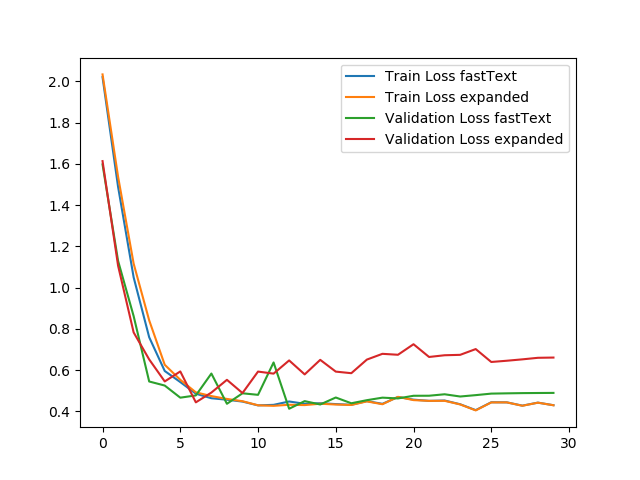 Train Loss fastText
Train Loss expanded
Validation Loss fastText
Validation Loss expanded
2.0
1.8
1.6
1.4
1.2
1.0
0.8
0.6
0.4
0 5 10 15 20 25 30